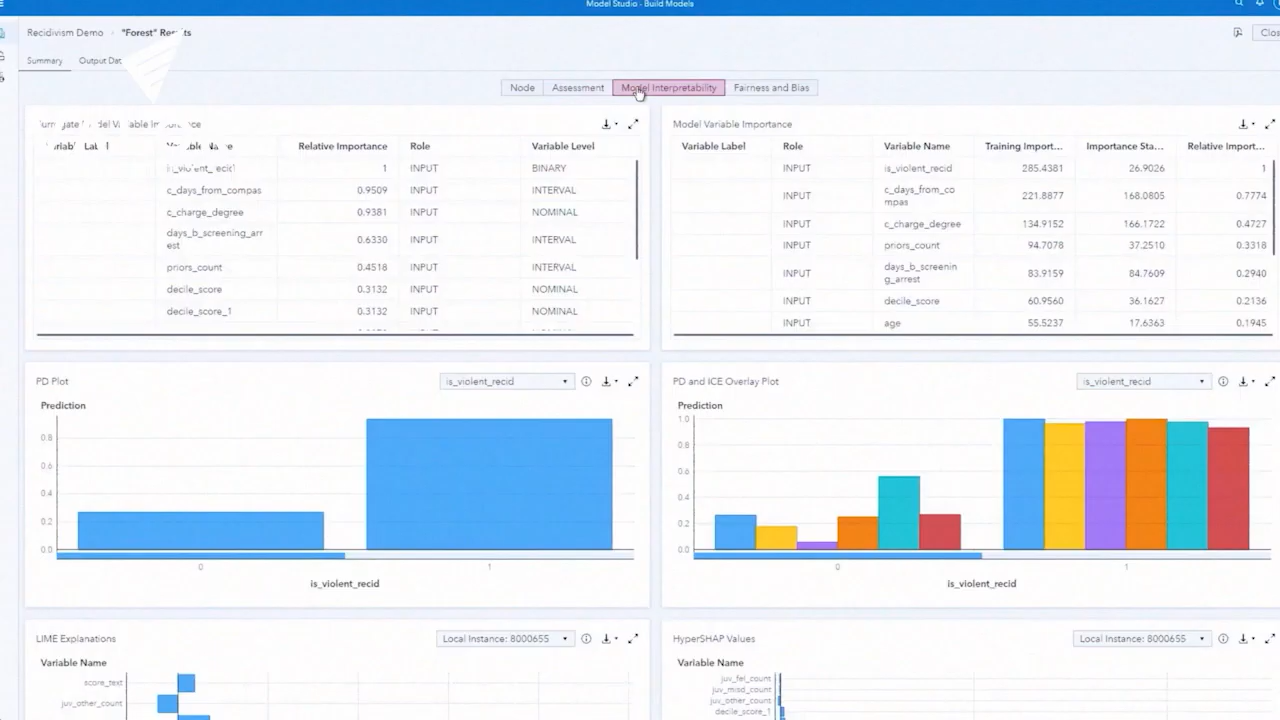 Model Studio - Build Models
Recidivism Demo "Forest" Results
Close
Summary Output Dat
Node Assessment Model Interpretability Fairness and Bias
Model Variable Importance
Variable Name Relative Importance Role Variable Level
1 INPUT BINARY
c_days_from_compas 0.9509 INPUT INTERVAL
c_charge_degree 0.9381 INPUT NOMINAL
days_b_screening_arr
est 0.6330 INPUT INTERVAL
priors_count 0.4518 INPUT INTERVAL
decile_score 0.3132 INPUT NOMINAL
decile_score_1 0.3132 INPUT NOMINAL
Model Variable Importance
Variable Label Role Variable Name Training Import... Importance Sta... Relative Import...
INPUT is_violent_recid 285.4381 26.9026 1
INPUT c_days_from_co
mpas 221.8877 168.0805 0.7774
INPUT c_charge_degree 134.9152 166.1722 0.4727
INPUT priors_count 94.7078 37.2510 0.3318
INPUT days_b_screenin
g_arrest 83.9159 84.7609 0.2940
INPUT decile_score 60.9560 36.1627 0.2136
INPUT age 55.5237 17.6363 0.1945
PD Plot is_violent_recid
Prediction
0.8
0.6
0.4
0.2
0.0
0 1
is_violent_recid
PD and ICE Overlay Plot is_violent_recid
Prediction
1.0
0.8
0.6
0.4
0.2
0.0
0 1
is_violent_recid
LIME Explanations Local Instance: 8000655
Variable Name
score_text
juv_other_count
HyperSHAP Values Local Instance: 8000655
Variable Name
juv_fel_count
juv_misd_count
juv_other_count
decile_score_1